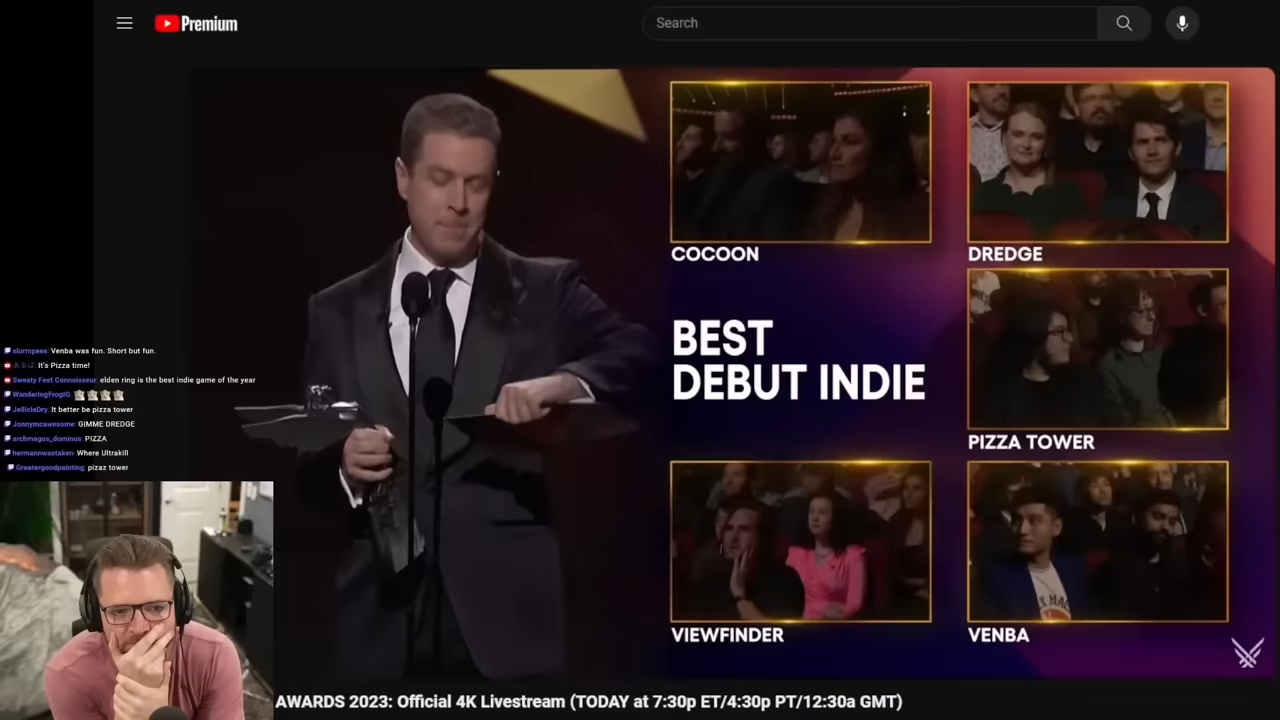 Premium
Search
COCOON
DREDGE
BEST
DEBUT INDIE
PIZZA TOWER
VIEWFINDER
VENBA
slurmpees: Venba was fun. Short but fun.
It's Pizza time!
Sweaty Feet Connoisseur: elden ring is the best indie game of the year
WanderingFrogIG:
JellicleDry: It better be pizza tower
Jonnymcawesome: GIMME DREDGE
archmagos_dominus: PIZZA
hermannwastaken: Where Ultrakill
Greatergoodpainting: pizaz tower
AWARDS 2023: Official 4K Livestream (TODAY at 7:30p ET/4:30p PT/12:30a GMT)